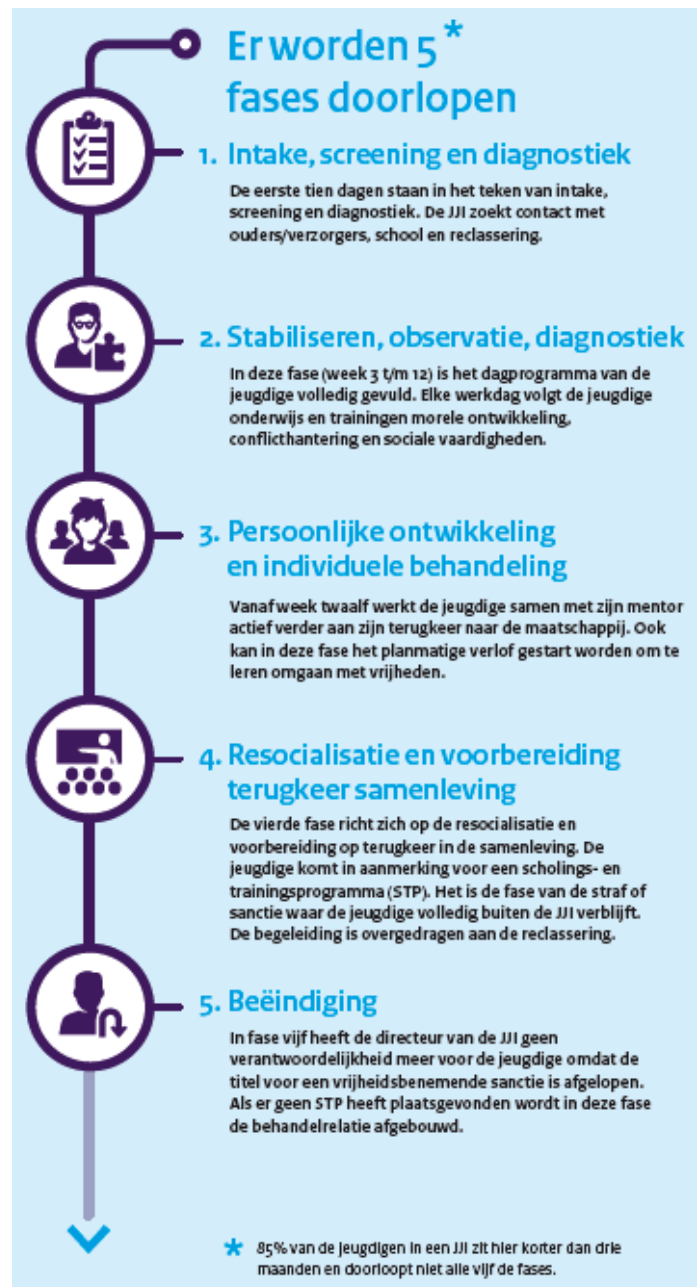 Er worden 5*
fases doorlopen
1. Intake, screening en diagnostiek
De eerste tien dagen staan in het teken van intake,
screening en diagnostiek. De JJI zoekt contact met
ouders/verzorgers, school en reclassering.
2. Stabiliseren, observatie, diagnostiek
In deze fase (week 3 t/m 12) is het dagprogramma van de
jeugdige volledig gevuld. Elke werkdag volgt de jeugdige
onderwijs en trainingen morele ontwikkeling,
conflicthantering en sociale vaardigheden.
3. Persoonlijke ontwikkeling
en individuele behandeling
Vanaf week twaalf werkt de jeugdige samen met zijn mentor
actief verder aan zijn terugkeer naar de maatschappij. Ook
kan in deze fase het planmatige verlof gestart worden om te
leren omgaan met vrijheden.
4. Resocialisatie en voorbereiding
terugkeer samenleving
De vierde fase richt zich op de resocialisatie en
voorbereiding op terugkeer in de samenleving. De
jeugdige komt in aanmerking voor een scholings- en
trainingsprogramma (STP). Het is de fase van de straf of
sanctie waar de jeugdige volledig buiten de JJI verblijft.
De begeleiding is overgedragen aan de reclassering.
5. Beëindiging
In fase vijf heeft de directeur van de JJI geen
verantwoordelijkheid meer voor de jeugdige omdat de
titel voor een vrijheidsbenemende sanctie is afgelopen.
Als er geen STP heeft plaatsgevonden wordt in deze fase
de behandelrelatie afgebouwd.
* 85% van de jeugdigen in een JJI zit hier korter dan drie
maanden en doorloopt niet alle vijf de fases.